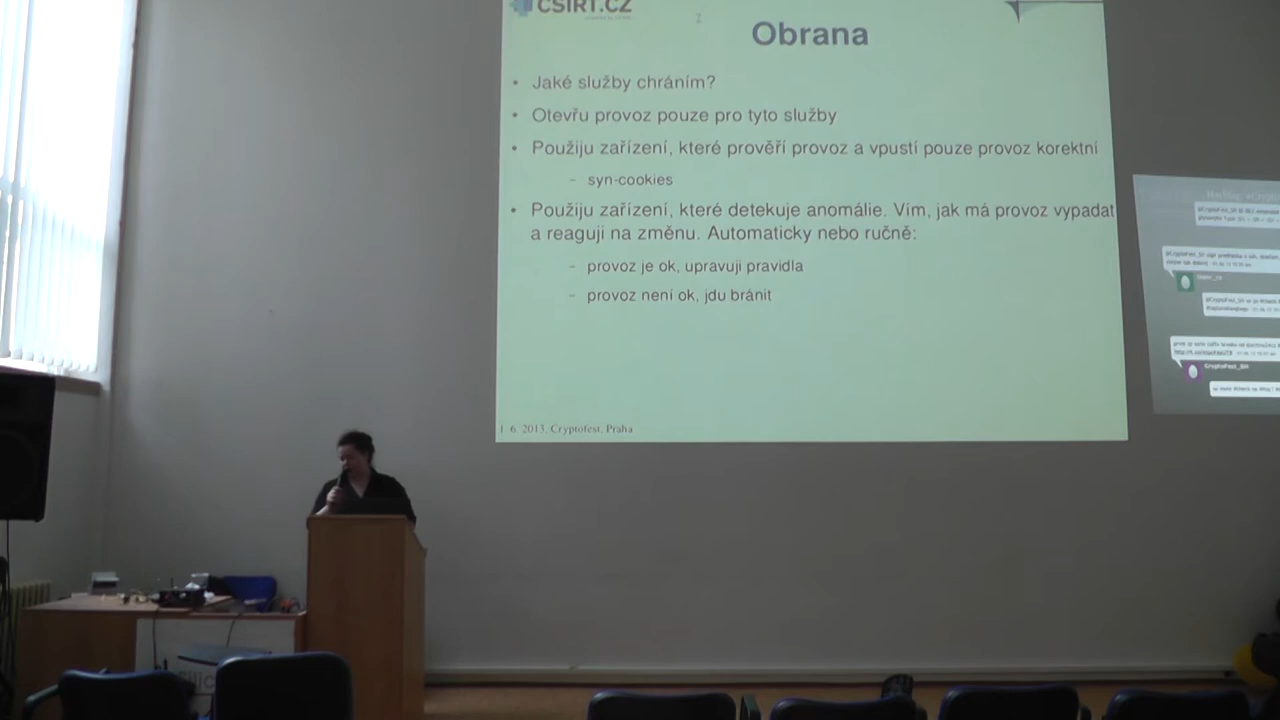 CSIRT.CZ
Obrana
• Jaké služby chráním?
• Otevřu provoz pouze pro tyto služby
• Použiju zařízení, které prověří provoz a vpustí pouze provoz korektní
– syn-cookies
• Použiju zařízení, které detekuje anomálie. Vím, jak má provoz vypadat
a reaguji na změnu. Automaticky nebo ručně:
– provoz je ok, upravuji pravidla
– provoz není ok, jdu bránit
1. 6. 2013, Cryptofest, Praha